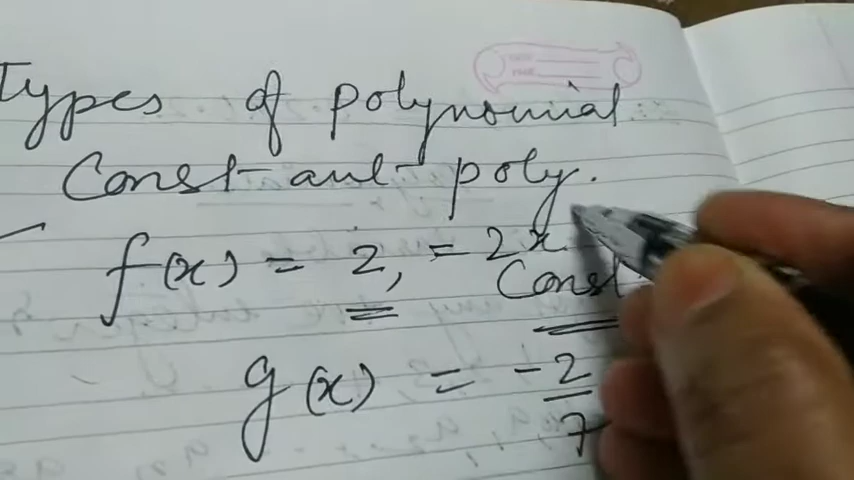 Types of polynomial
Constant poly.
f(x) = 2, = 2x
Const
g(x) = -2/7